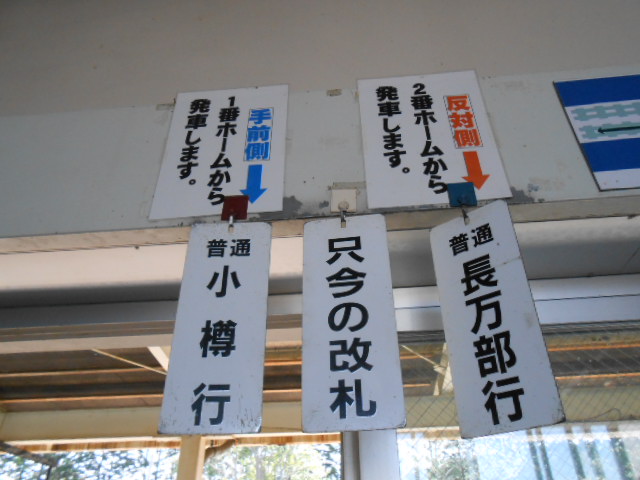 手前側
1番ホームから
発車します。
反対側
2番ホームから
発車します。
普通
小樽行
只今の改札
普通
長万部行